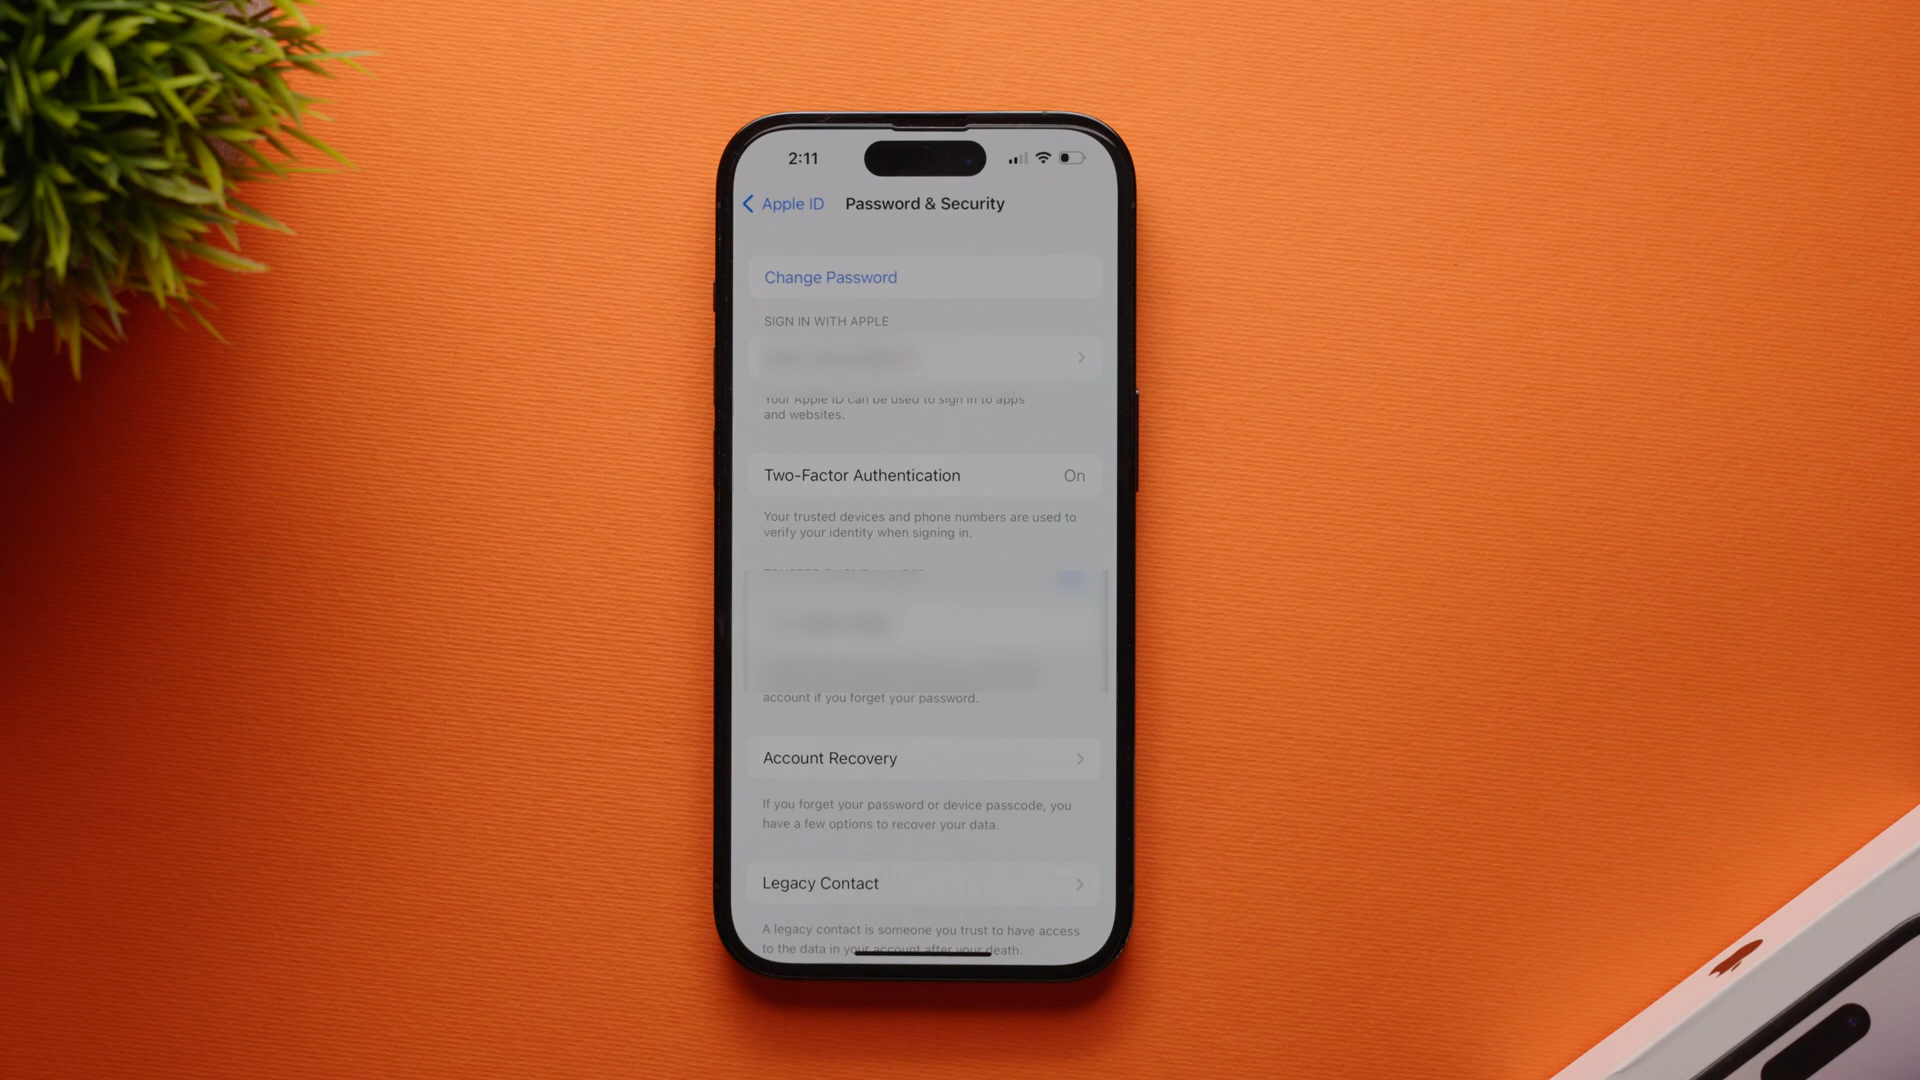 2:11
Apple ID
Password & Security
Change Password
SIGN IN WITH APPLE
Your Apple ID can be used to sign in to apps
and websites.
Two-Factor Authentication
On
Your trusted devices and phone numbers are used to
verify your identity when signing in.
account if you forget your password.
Account Recovery
If you forget your password or device passcode, you
have a few options to recover your data.
Legacy Contact
A legacy contact is someone you trust to have access
to the data in your account after your death.